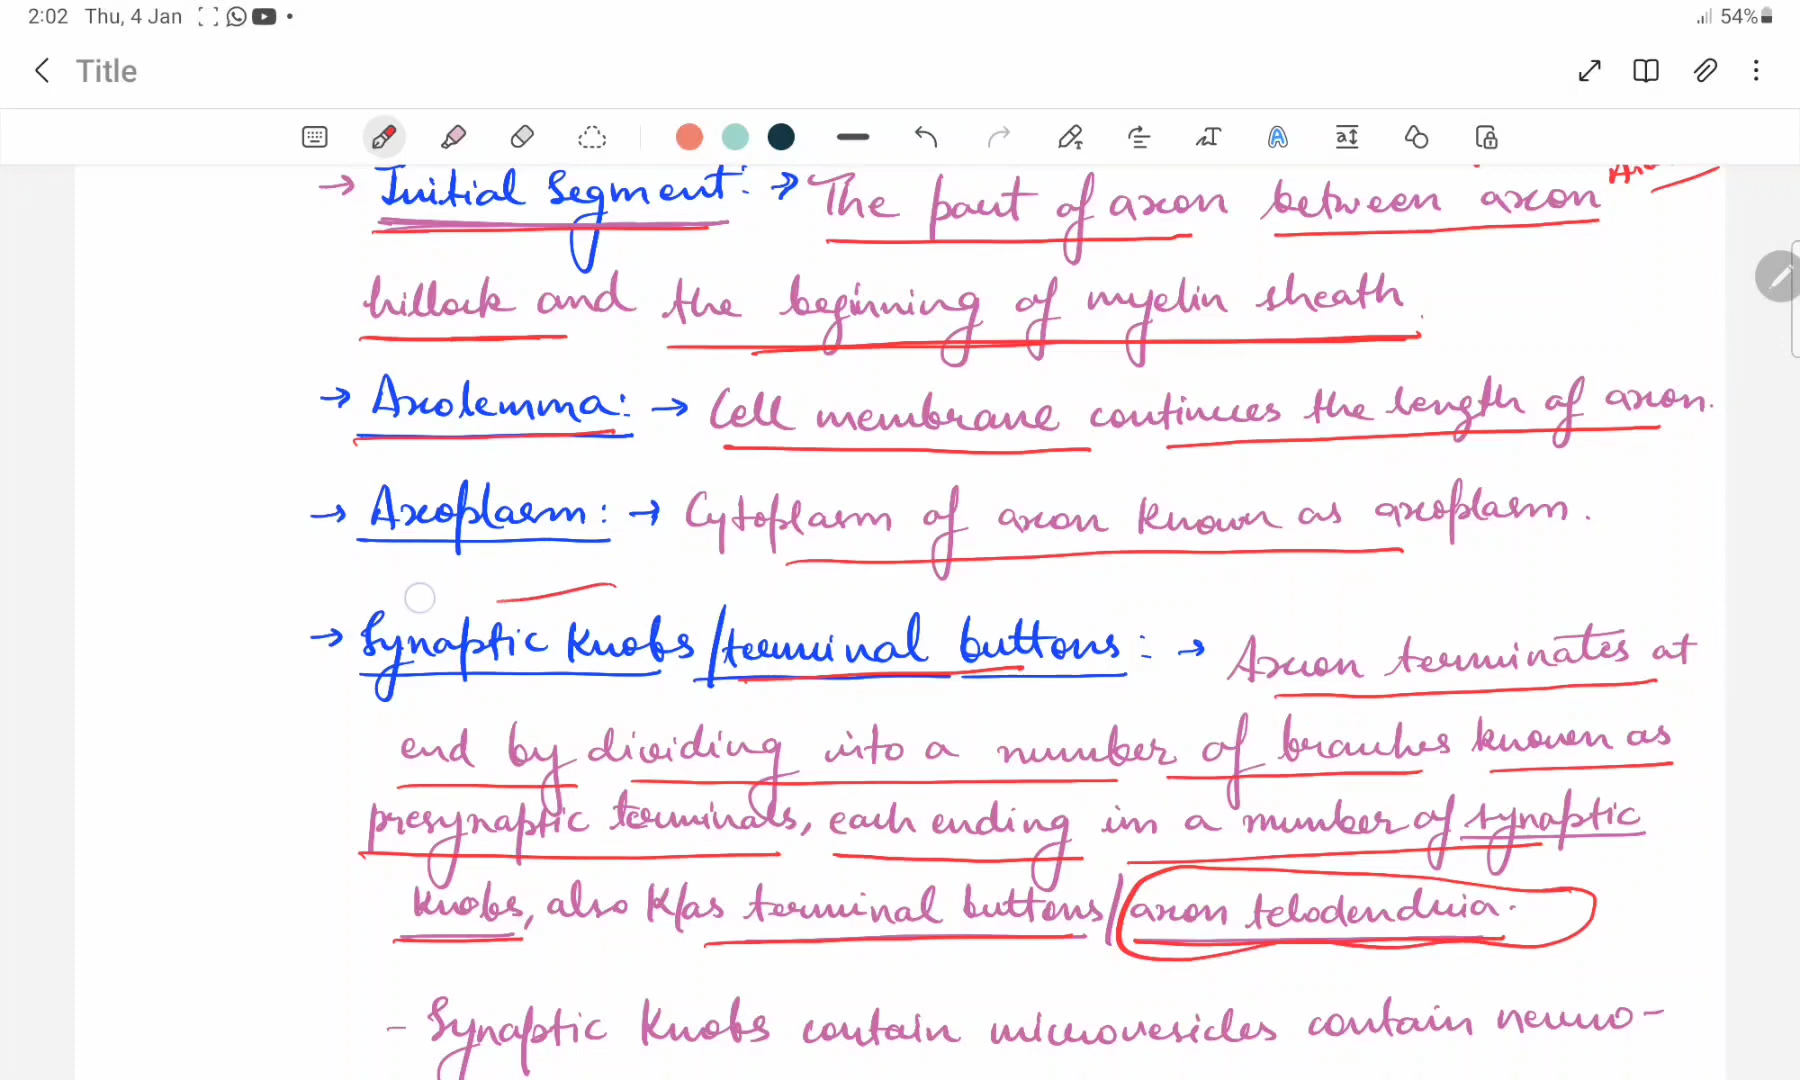 2:02 Thu, 4 Jan 54%
Title
→ Initial Segment: → The part of axon between axon
hillock and the beginning of myelin sheath.
→ Axolemma: → Cell membrane continues the length of axon.
→ Axoplasm: → Cytoplasm of axon known as axoplasm.
→ Synaptic Knobs/terminal buttons: → Axon terminates at
end by dividing into a number of branches known as
presynaptic terminals, each ending in a number of synaptic
knobs, also K/as terminal buttons/axon telodendria.
- Synaptic Knobs contain microvesicles contain neuro-